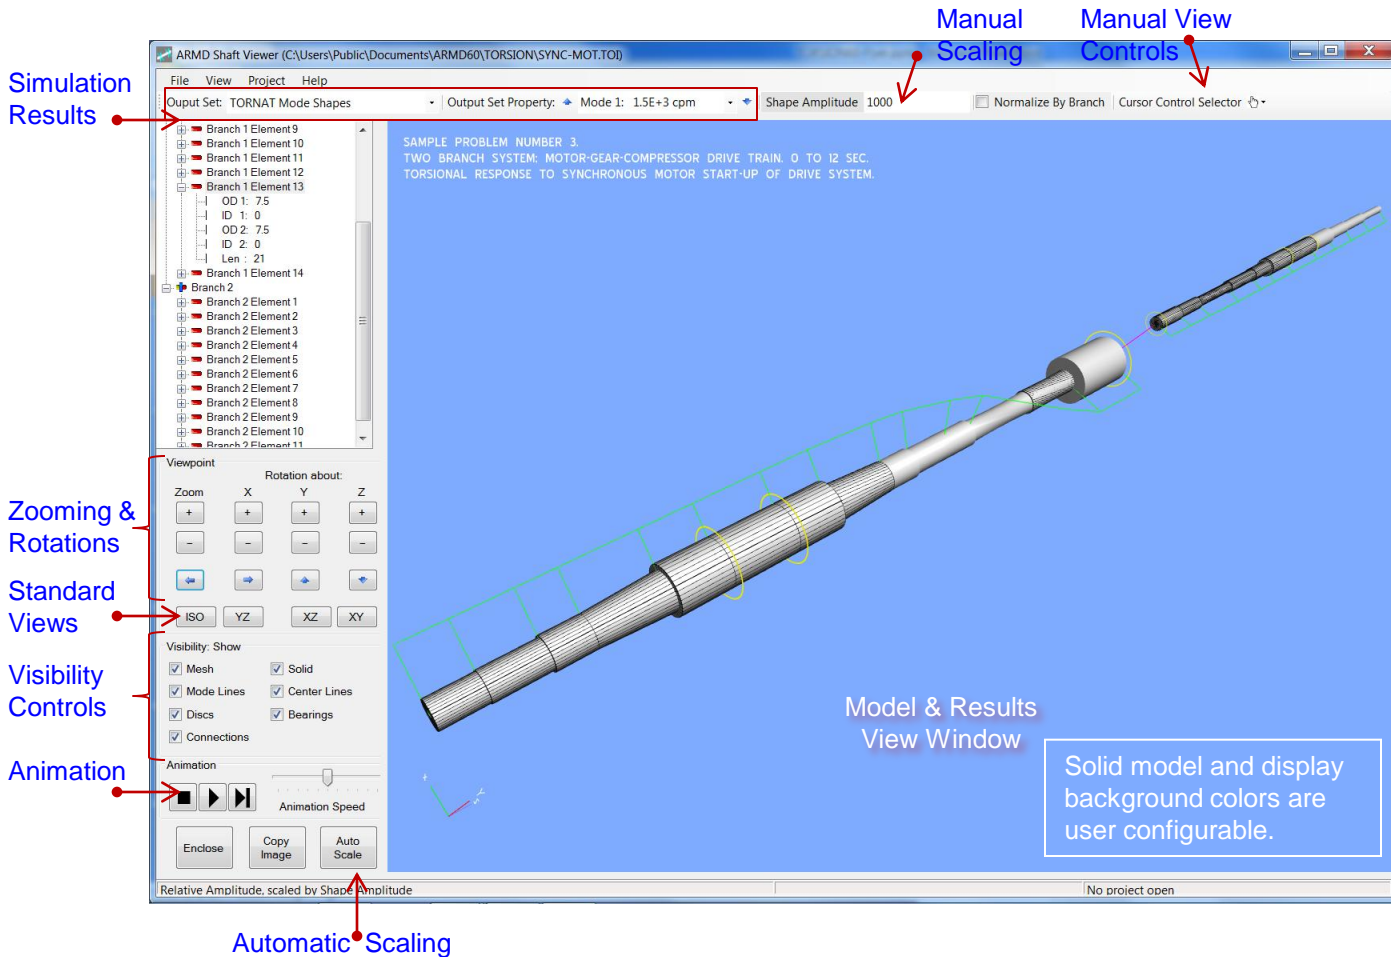 Manual Scaling
Manual View Controls
ARMD Shaft Viewer (C:\Users\Public\Documents\ARMD60\TORSION\SYNC-MOT.TOI)
Simulation Results
File View Project Help
Ouput Set: TORNAT Mode Shapes Output Set Property: Mode 1: 1.5E+3 cpm Shape Amplitude 1000 Normalize By Branch Cursor Control Selector
Branch 1 Element 9
Branch 1 Element 10
Branch 1 Element 11
Branch 1 Element 12
Branch 1 Element 13
OD 1: 7.5
ID 1: 0
OD 2: 7.5
ID 2: 0
Len : 21
Branch 1 Element 14
Branch 2
Branch 2 Element 1
Branch 2 Element 2
Branch 2 Element 3
Branch 2 Element 4
Branch 2 Element 5
Branch 2 Element 6
Branch 2 Element 7
Branch 2 Element 8
Branch 2 Element 9
Branch 2 Element 10
Branch 2 Element 11
SAMPLE PROBLEM NUMBER 3.
TWO BRANCH SYSTEM: MOTOR-GEAR-COMPRESSOR DRIVE TRAIN. 0 TO 12 SEC.
TORSIONAL RESPONSE TO SYNCHRONOUS MOTOR START-UP OF DRIVE SYSTEM.
Zooming & Rotations
Viewpoint
Rotation about:
Zoom X Y Z
+ + + +
- - - -
Standard Views
ISO YZ XZ XY
Visibility Controls
Visibility: Show
Mesh Solid
Mode Lines Center Lines
Discs Bearings
Connections
Animation
Animation
Animation Speed
Enclose Copy Image Auto Scale
Model & Results
View Window
Solid model and display
background colors are
user configurable.
Relative Amplitude, scaled by Shape Amplitude No project open
Automatic Scaling